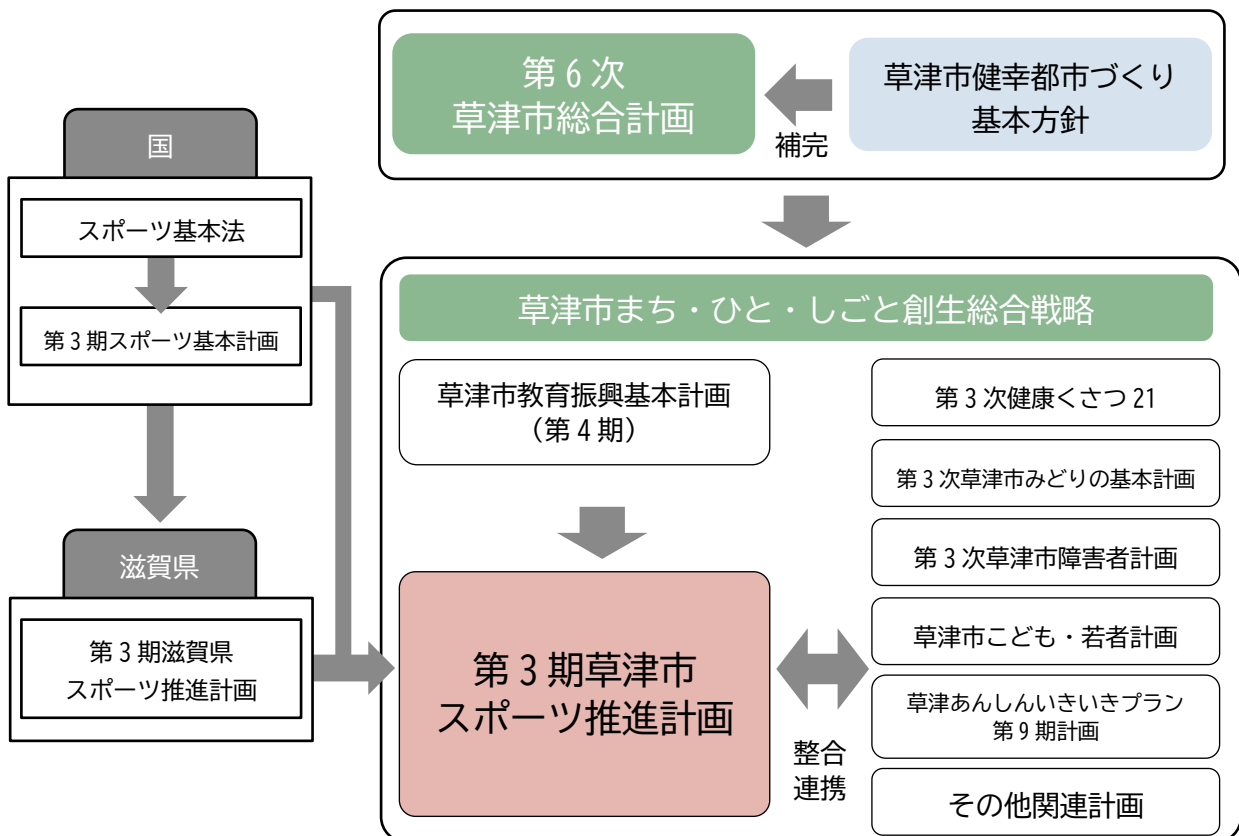 第6次
草津市総合計画
補完
草津市健幸都市づくり
基本方針
国
スポーツ基本法
第3期スポーツ基本計画
滋賀県
第3期滋賀県
スポーツ推進計画
草津市まち・ひと・しごと創生総合戦略
草津市教育振興基本計画
（第4期）
第3期草津市
スポーツ推進計画
整合
連携
第3次健康くさつ21
第3次草津市みどりの基本計画
第3次草津市障害者計画
草津市こども・若者計画
草津あんしんいきいきプラン
第9期計画
その他関連計画